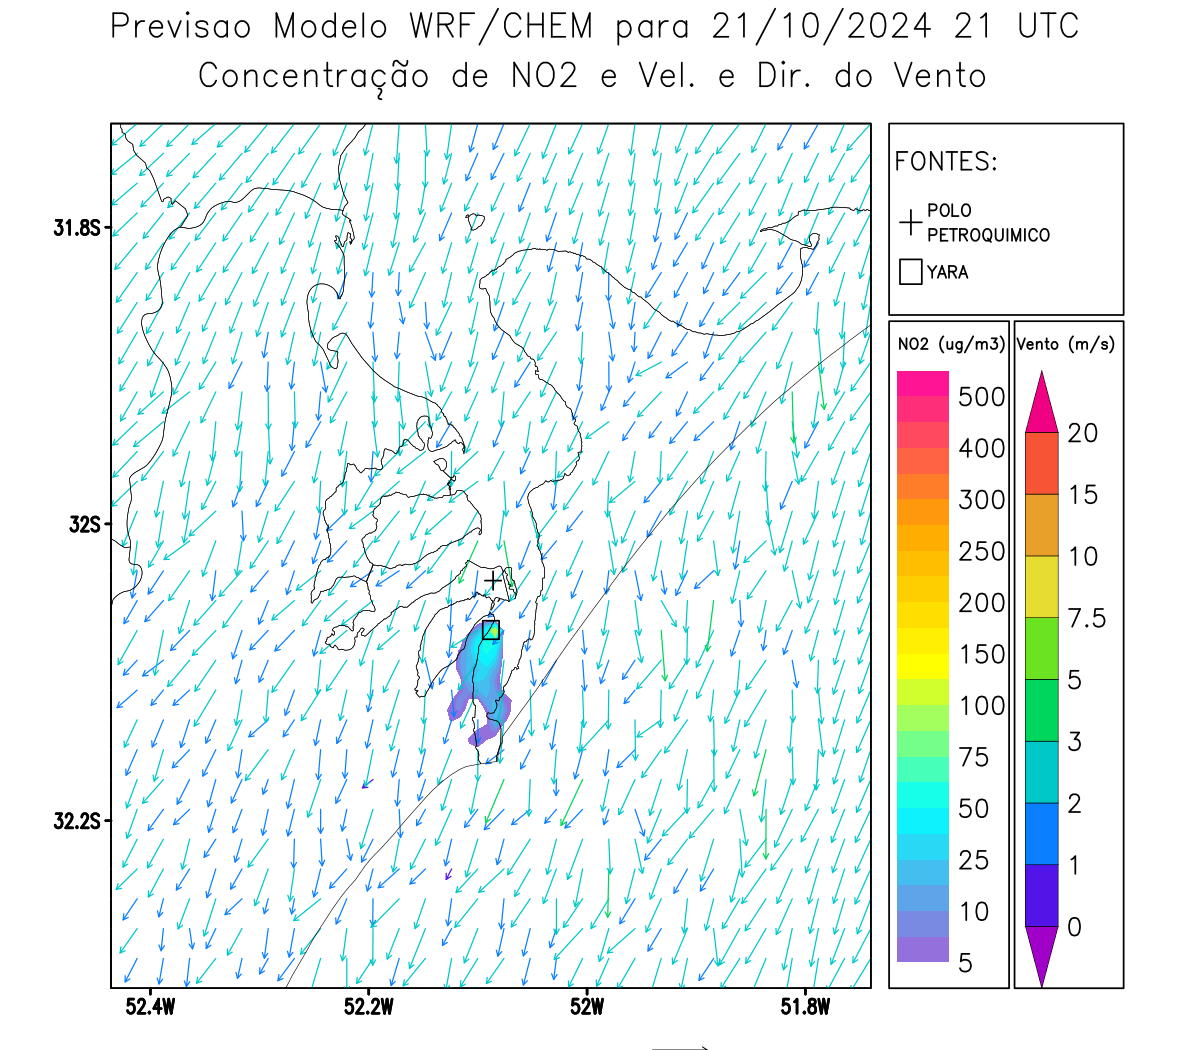 Previsao Modelo WRF/CHEM para 21/10/2024 21 UTC
Concentração de NO2 e Vel. e Dir. do Vento
31.8S
32S
32.2S
52.4W
52.2W
52W
51.8W
FONTES:
POLO
PETROQUIMICO
YARA
NO2 (ug/m3)
500
400
300
250
200
150
100
75
50
25
10
5
Vento (m/s)
20
15
10
7.5
5
3
2
1
0